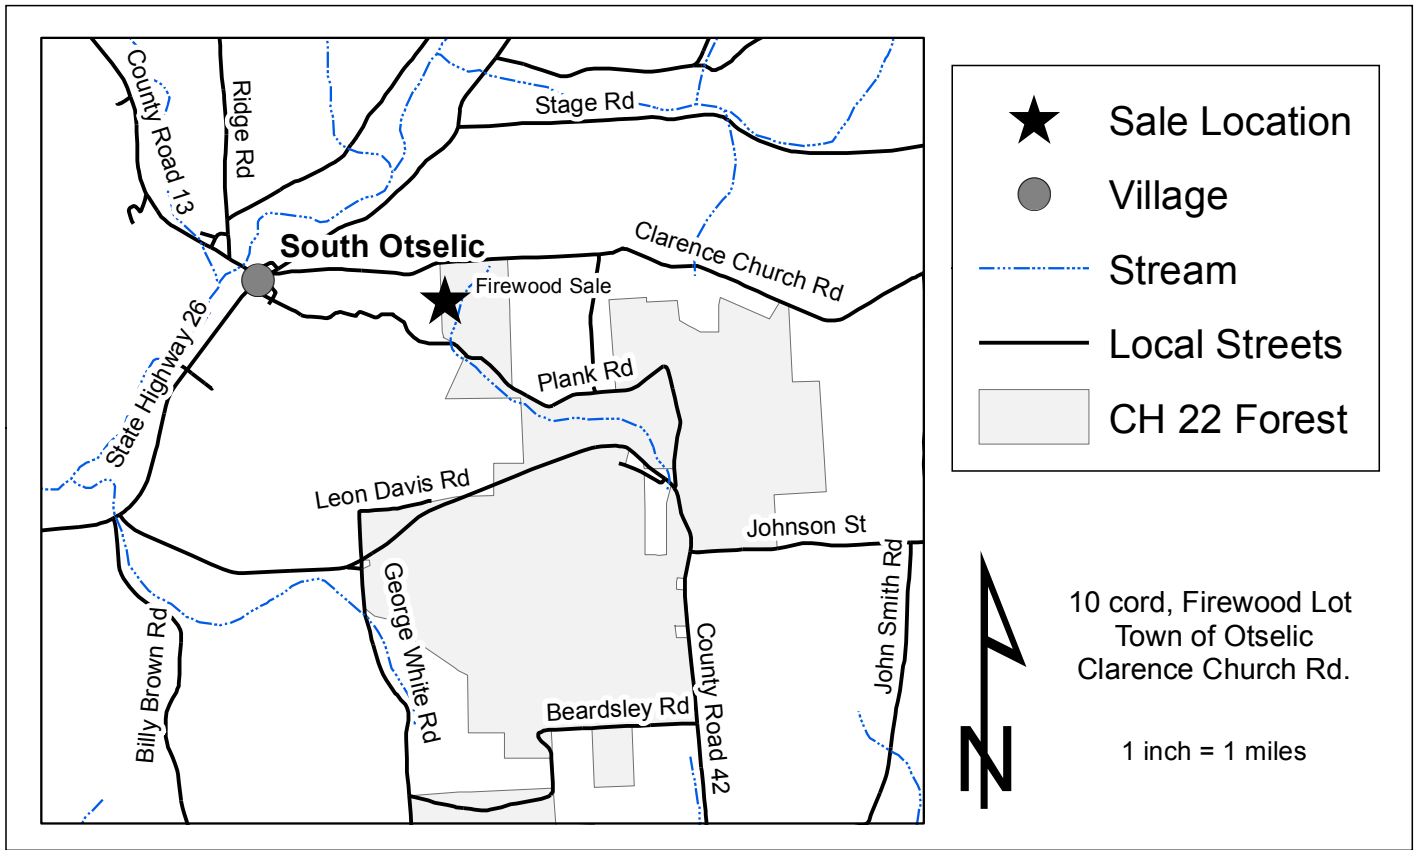 County Road 13
Ridge Rd
Stage Rd
South Otselic
Clarence Church Rd
Firewood Sale
State Highway 26
Plank Rd
Leon Davis Rd
Johnson St
George White Rd
John Smith Rd
Billy Brown Rd
County Road 42
Beardsley Rd
Sale Location
Village
Stream
Local Streets
CH 22 Forest
N
10 cord, Firewood Lot
Town of Otselic
Clarence Church Rd.
1 inch = 1 miles